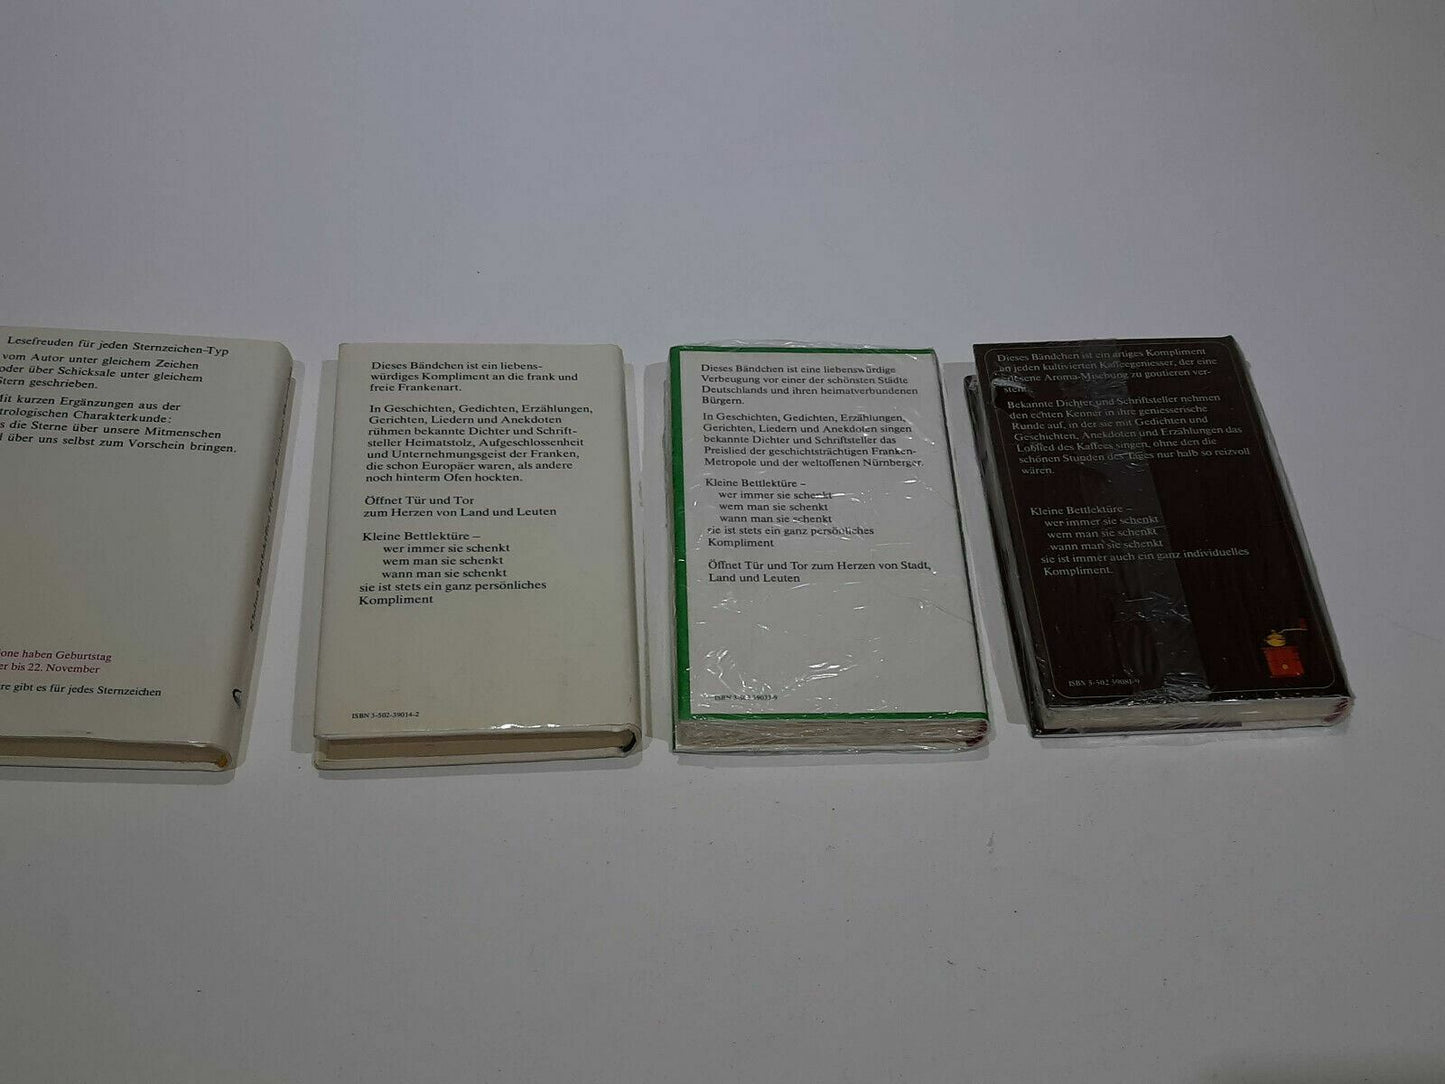 Lesefreuden für jeden Sternzeichen-Typ
vom Autor unter gleichem Zeichen
oder über Schicksale unter gleichem
Stern geschrieben.
Mit kurzen Ergänzungen aus der
trologischen Charakterkunde:
s die Sterne über unsere Mitmenschen
über uns selbst zum Vorschein bringen.
ione haben Geburtstag
er bis 22. November
re gibt es für jedes Sternzeichen
Dieses Bändchen ist ein liebens-
würdiges Kompliment an die frank und
freie Frankenart.
In Geschichten, Gedichten, Erzählungen,
Gerichten, Liedern und Anekdoten
rühmen bekannte Dichter und Schrift-
steller Heimatstolz, Aufgeschlossenheit
und Unternehmungsgeist der Franken,
die schon Europäer waren, als andere
noch hinterm Ofen hockten.
Öffnet Tür und Tor
zum Herzen von Land und Leuten
Kleine Bettlektüre –
wer immer sie schenkt
wem man sie schenkt
wann man sie schenkt
sie ist stets ein ganz persönliches
Kompliment
ISBN 3-502-39014-2
Dieses Bändchen ist eine liebenswürdige
Verbeugung vor einer der schönsten Städte
Deutschlands und ihren heimatverbundenen
Bürgern.
In Geschichten, Gedichten, Erzählungen,
Gerichten, Liedern und Anekdoten singen
bekannte Dichter und Schriftsteller das
Preislied der geschichtsträchtigen Franken-
Metropole und der weltoffenen Nürnberger.
Kleine Bettlektüre –
wer immer sie schenkt
wem man sie schenkt
wann man sie schenkt
sie ist stets ein ganz persönliches
Kompliment
Öffnet Tür und Tor zum Herzen von Stadt,
Land und Leuten
ISBN 3-502-39033-9
Dieses Bändchen ist ein artiges Kompliment
an jeden kultivierten Kaffeegeniesser, der eine
Aroma-Mischung zu goutieren ver-
steht.
Bekannte Dichter und Schriftsteller nehmen
den echten Kenner in ihre geniesserische
Runde auf, in der sie mit Gedichten und
Geschichten, Anekdoten und Erzählungen das
Loblied des Kaffees singen, ohne den die
schönen Stunden des Tages nur halb so reizvoll
wären.
Kleine Bettlektüre –
wer immer sie schenkt
wem man sie schenkt
wann man sie schenkt
sie ist immer auch ein ganz individuelles
Kompliment.
ISBN 3-502-39081-9